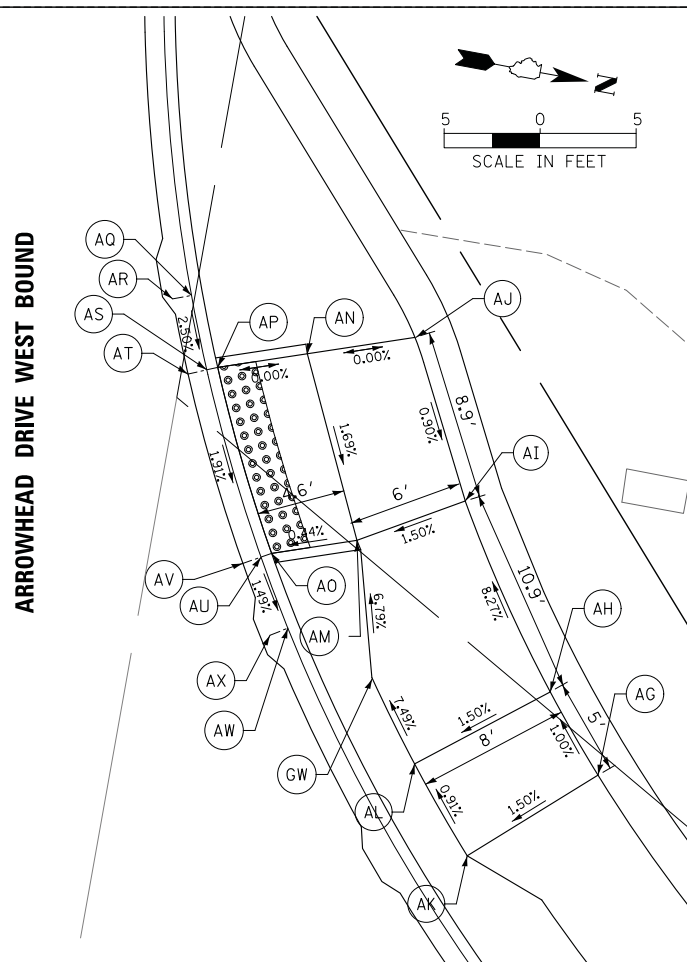 N
5 0 5
SCALE IN FEET
ARROWHEAD DRIVE WEST BOUND
AQ
AR
AS
AT
AP
AN
AJ
2.50%
0.00%
0.00%
8.9'
0.90%
1.69%
1.91%
4.6'
6'
AI
0.44%
1.50%
10.9'
AV
AU
AO
1.49%
8.27%
AM
6.79%
AH
AX
AW
AG
5'
7.49%
1.50%
8'
1.00%
GW
AL
0.91%
1.50%
AK